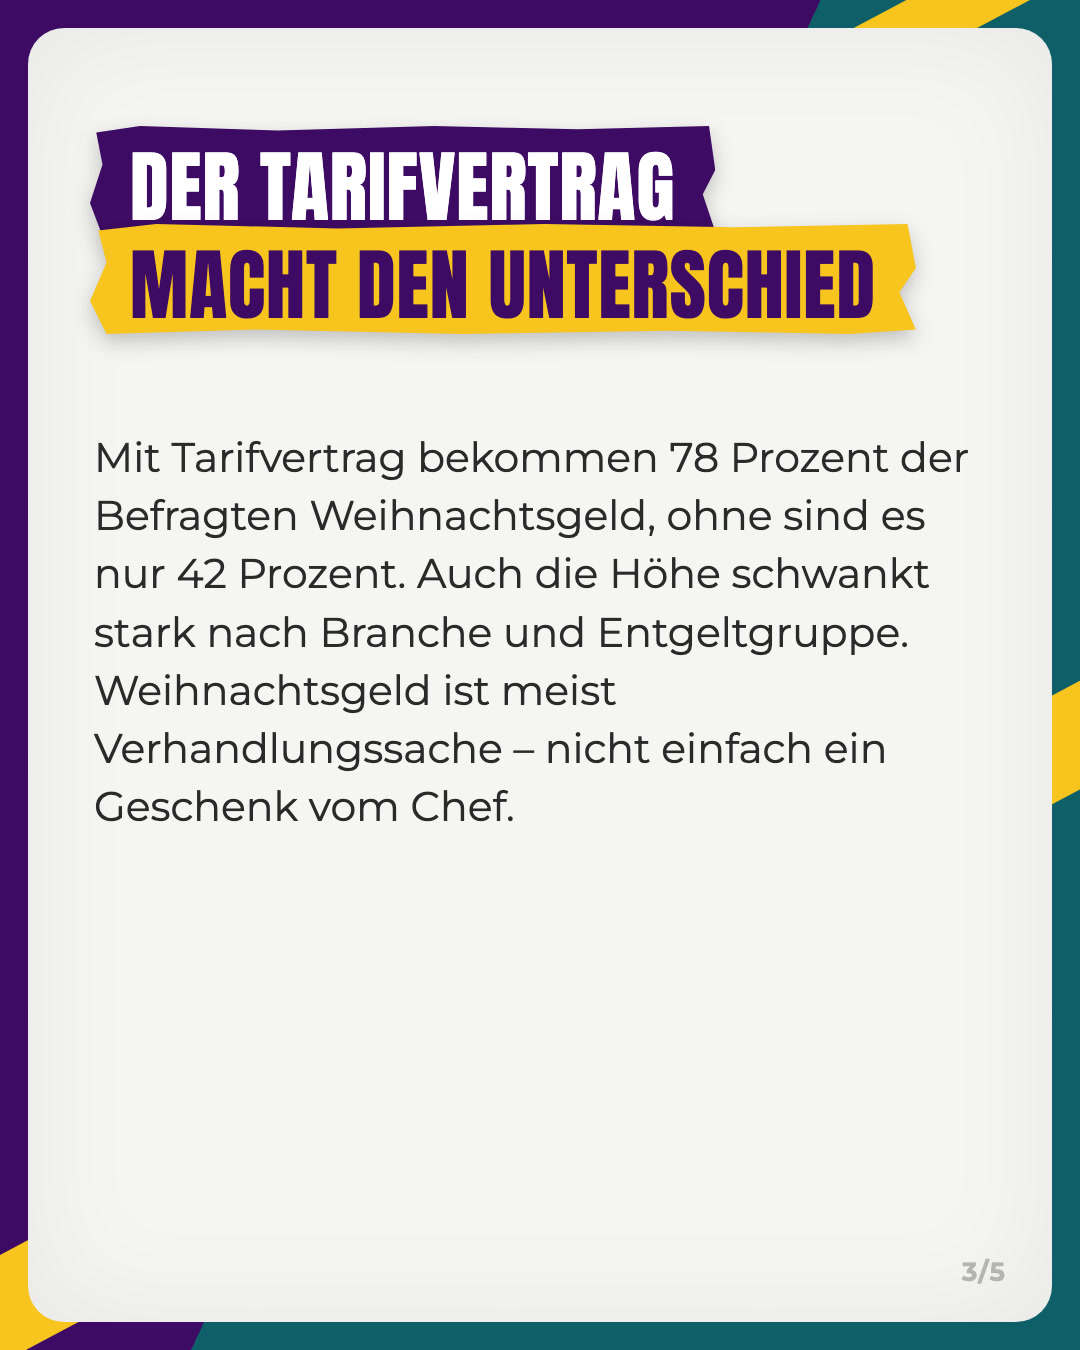 DER TARIFVERTRAG
MACHT DEN UNTERSCHIED
Mit Tarifvertrag bekommen 78 Prozent der
Befragten Weihnachtsgeld, ohne sind es
nur 42 Prozent. Auch die Höhe schwankt
stark nach Branche und Entgeltgruppe.
Weihnachtsgeld ist meist
Verhandlungssache – nicht einfach ein
Geschenk vom Chef.
3/5